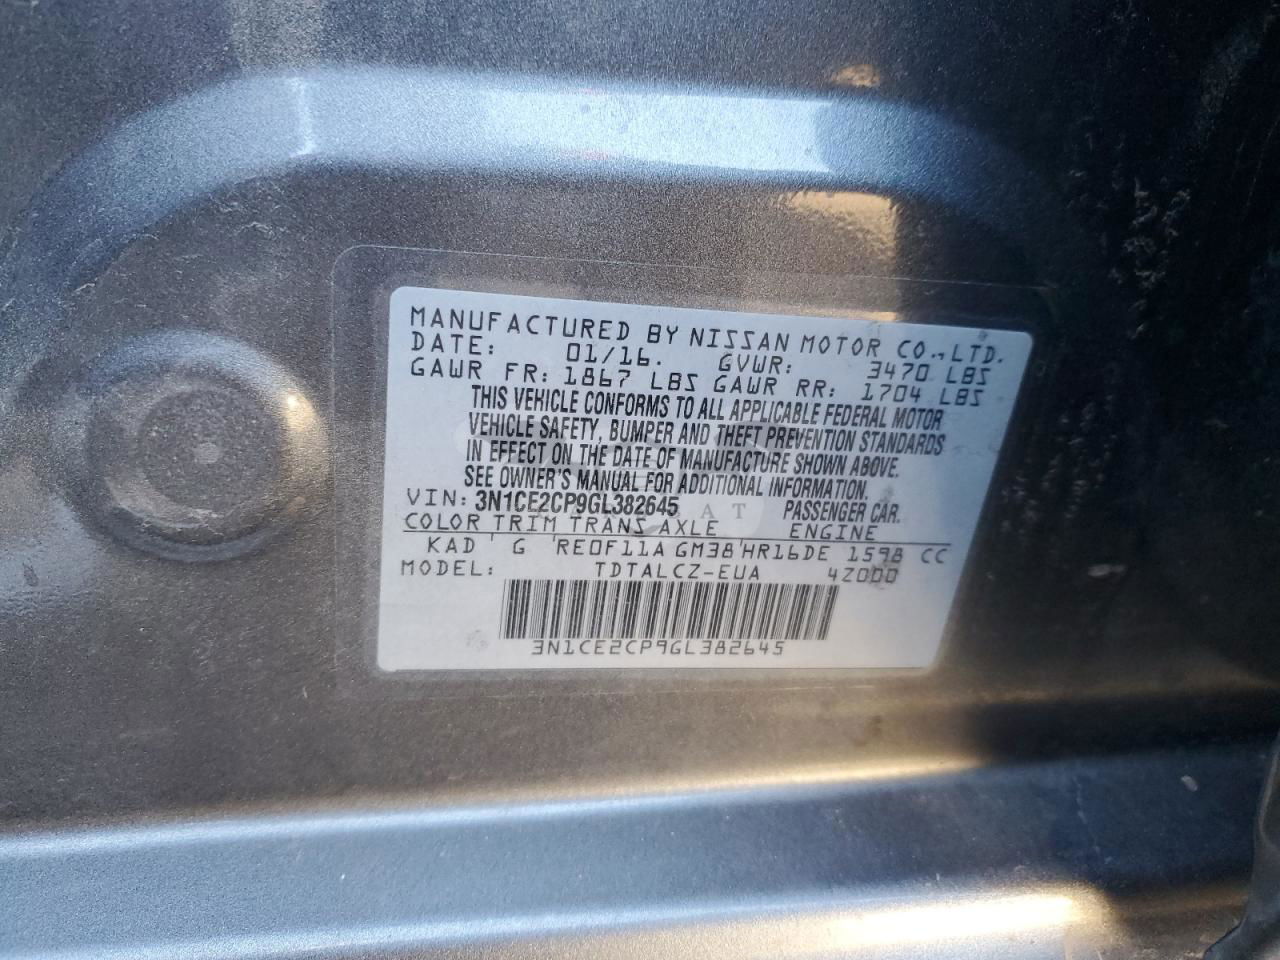 MANUFACTURED BY NISSAN MOTOR CO., LTD.
DATE: 01/16. GVWR: 3470 LBS
GAWR FR: 1867 LBS GAWR RR: 1704 LBS
THIS VEHICLE CONFORMS TO ALL APPLICABLE FEDERAL MOTOR
VEHICLE SAFETY, BUMPER AND THEFT PREVENTION STANDARDS
IN EFFECT ON THE DATE OF MANUFACTURE SHOWN ABOVE.
SEE OWNER'S MANUAL FOR ADDITIONAL INFORMATION.
VIN: 3N1CE2CP9GL382645 PASSENGER CAR.
COLOR TRIM TRANS AXLE ENGINE
KAD G RE0F11A GM38 HR16DE 1598 CC
MODEL: TDTALCZ-EUA 4Z000
3N1CE2CP9GL382645